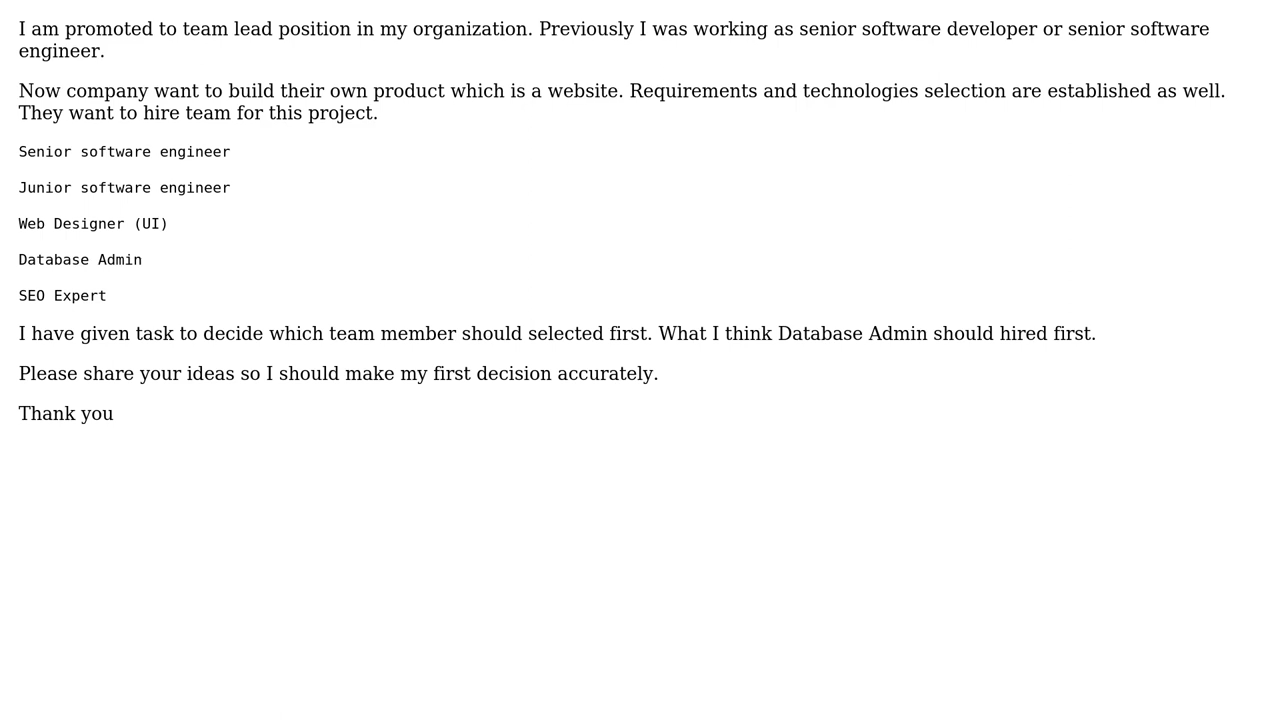 I am promoted to team lead position in my organization. Previously I was working as senior software developer or senior software
engineer.
Now company want to build their own product which is a website. Requirements and technologies selection are established as well.
They want to hire team for this project.
Senior software engineer
Junior software engineer
Web Designer (UI)
Database Admin
SEO Expert
I have given task to decide which team member should selected first. What I think Database Admin should hired first.
Please share your ideas so I should make my first decision accurately.
Thank you